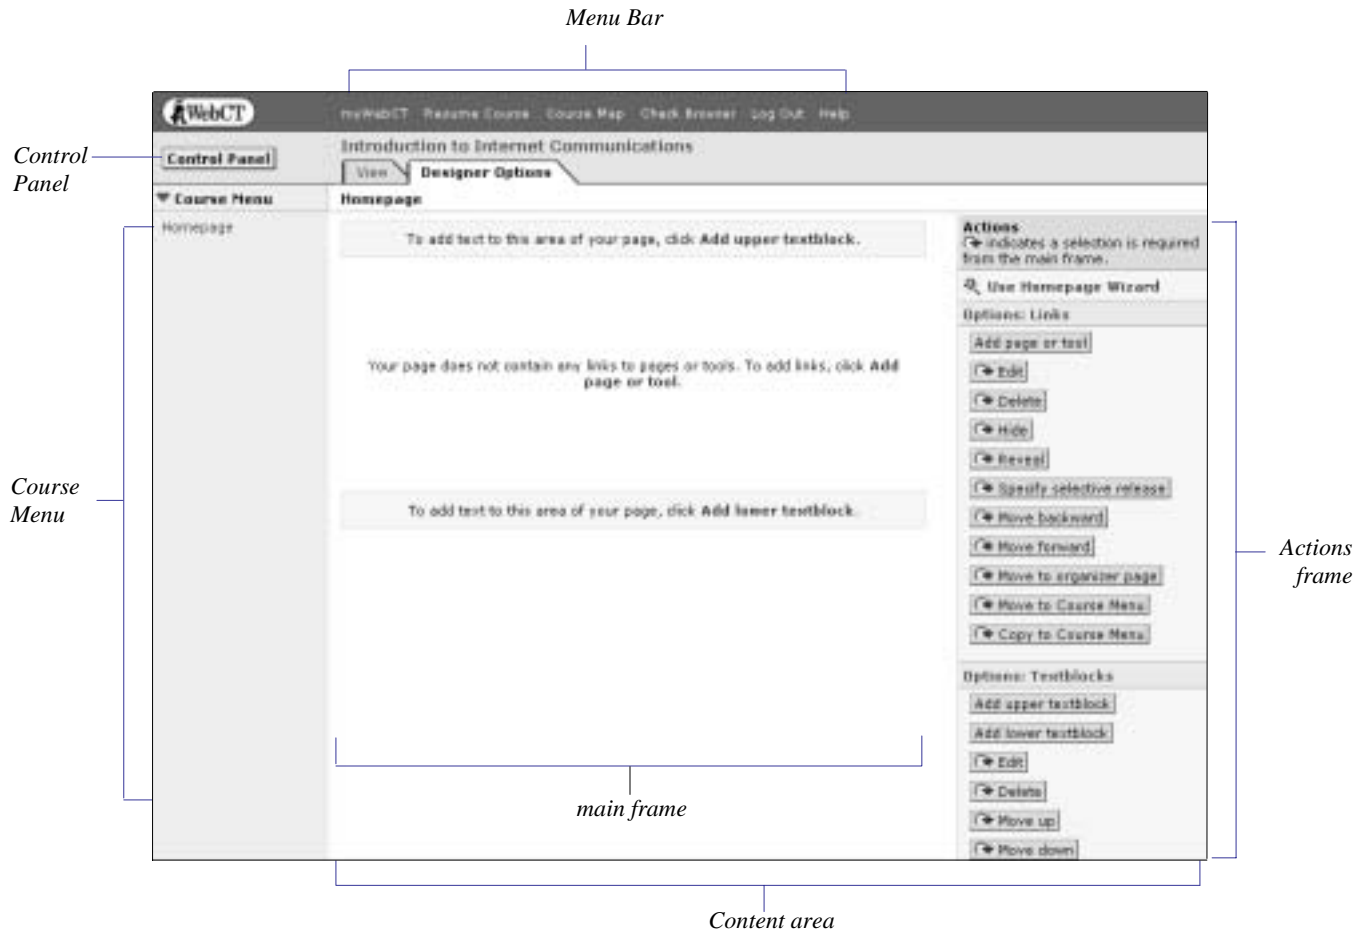 Menu Bar
WebCT
myWebCT Resume Course Course Map Check Browser Log Out Help
Control
Panel
Control Panel
Introduction to Internet Communications
View Designer Options
Course Menu
Homepage
Homepage
To add text to this area of your page, click Add upper textblock.
Your page does not contain any links to pages or tools. To add links, click Add
page or tool.
To add text to this area of your page, click Add lower textblock.
Actions
indicates a selection is required
from the main frame.
Use Homepage Wizard
Options: Links
Add page or tool
Edit
Delete
Hide
Reveal
Specify selective release
Move backward
Move forward
Move to organizer page
Move to Course Menu
Copy to Course Menu
Options: Textblocks
Add upper textblock
Add lower textblock
Edit
Delete
Move up
Move down
Course
Menu
Actions
frame
main frame
Content area